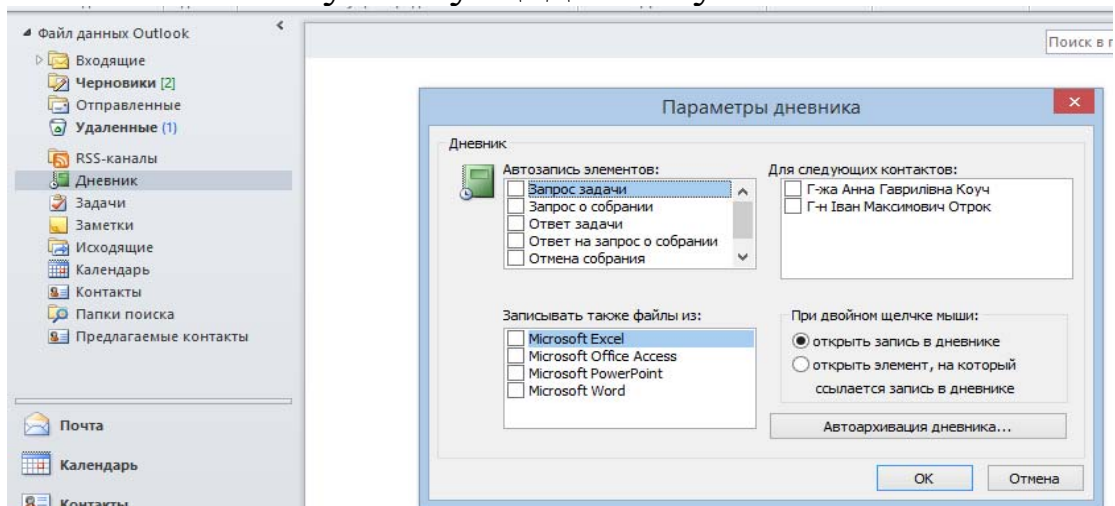 Файл данных Outlook
Входящие
Черновики [2]
Отправленные
Удаленные (1)
RSS-каналы
Дневник
Задачи
Заметки
Исходящие
Календарь
Контакты
Папки поиска
Предлагаемые контакты
Почта
Календарь
Контакты
Поиск в
Параметры дневника
Дневник
Автозапись элементов:
Запрос задачи
Запрос о собрании
Ответ задачи
Ответ на запрос о собрании
Отмена собрания
Для следующих контактов:
Г-жа Анна Гаврилівна Коуч
Г-н Іван Максимович Отрок
Записывать также файлы из:
Microsoft Excel
Microsoft Office Access
Microsoft PowerPoint
Microsoft Word
При двойном щелчке мыши:
открыть запись в дневнике
открыть элемент, на который
ссылается запись в дневнике
Автоархивация дневника...
ОК
Отмена